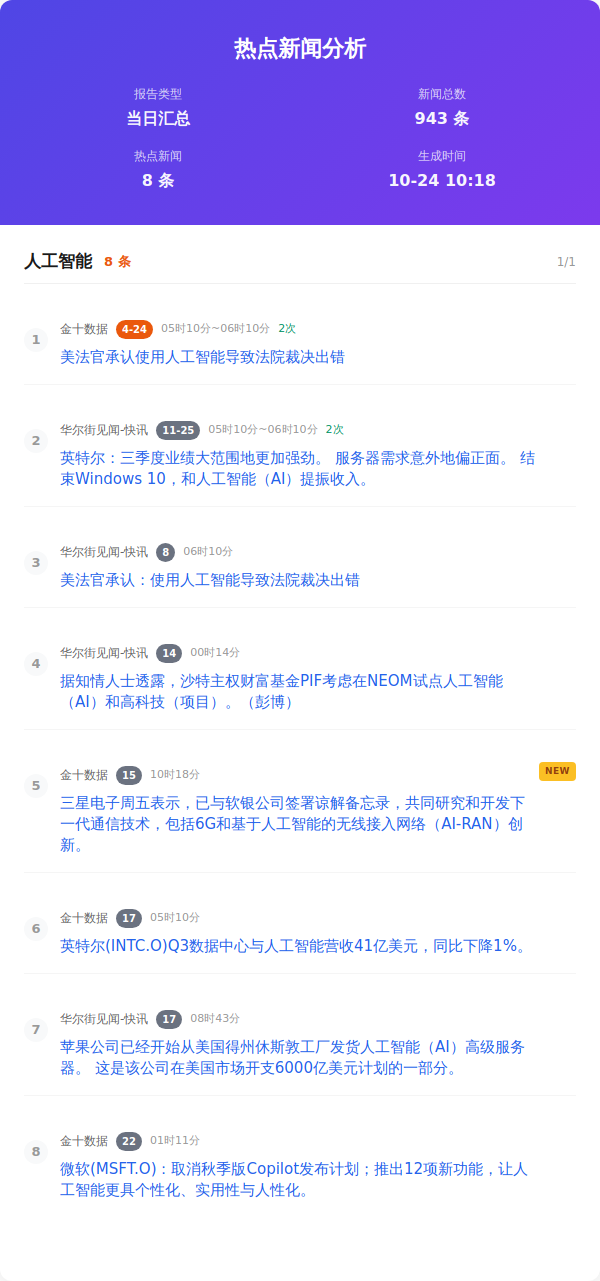 热点新闻分析
报告类型
新闻总数
当日汇总
943 条
热点新闻
生成时间
8 条
10-24 10:18
人工智能 8 条 1/1
1
金十数据 4-24 05时10分~06时10分 2次
美法官承认使用人工智能导致法院裁决出错
2
华尔街见闻-快讯 11-25 05时10分~06时10分 2次
英特尔：三季度业绩大范围地更加强劲。 服务器需求意外地偏正面。 结
束Windows 10，和人工智能（AI）提振收入。
3
华尔街见闻-快讯 8 06时10分
美法官承认：使用人工智能导致法院裁决出错
4
华尔街见闻-快讯 14 00时14分
据知情人士透露，沙特主权财富基金PIF考虑在NEOM试点人工智能
（AI）和高科技（项目）。（彭博）
5
金十数据 15 10时18分 NEW
三星电子周五表示，已与软银公司签署谅解备忘录，共同研究和开发下
一代通信技术，包括6G和基于人工智能的无线接入网络（AI-RAN）创
新。
6
金十数据 17 05时10分
英特尔(INTC.O)Q3数据中心与人工智能营收41亿美元，同比下降1%。
7
华尔街见闻-快讯 17 08时43分
苹果公司已经开始从美国得州休斯敦工厂发货人工智能（AI）高级服务
器。 这是该公司在美国市场开支6000亿美元计划的一部分。
8
金十数据 22 01时11分
微软(MSFT.O)：取消秋季版Copilot发布计划；推出12项新功能，让人
工智能更具个性化、实用性与人性化。